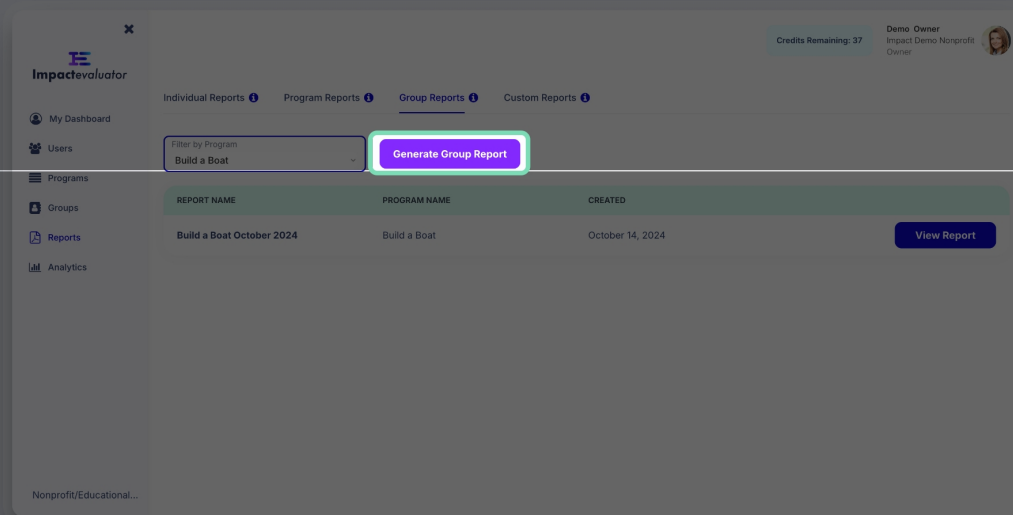 Credits Remaining: 37
Demo Owner
Impact Demo Nonprofit
Owner
IE
Impactevaluator
My Dashboard
Users
Programs
Groups
Reports
Analytics
Nonprofit/Educational...
Individual Reports
Program Reports
Group Reports
Custom Reports
Filter by Program
Build a Boat
Generate Group Report
REPORT NAME PROGRAM NAME CREATED
Build a Boat October 2024 Build a Boat October 14, 2024 View Report